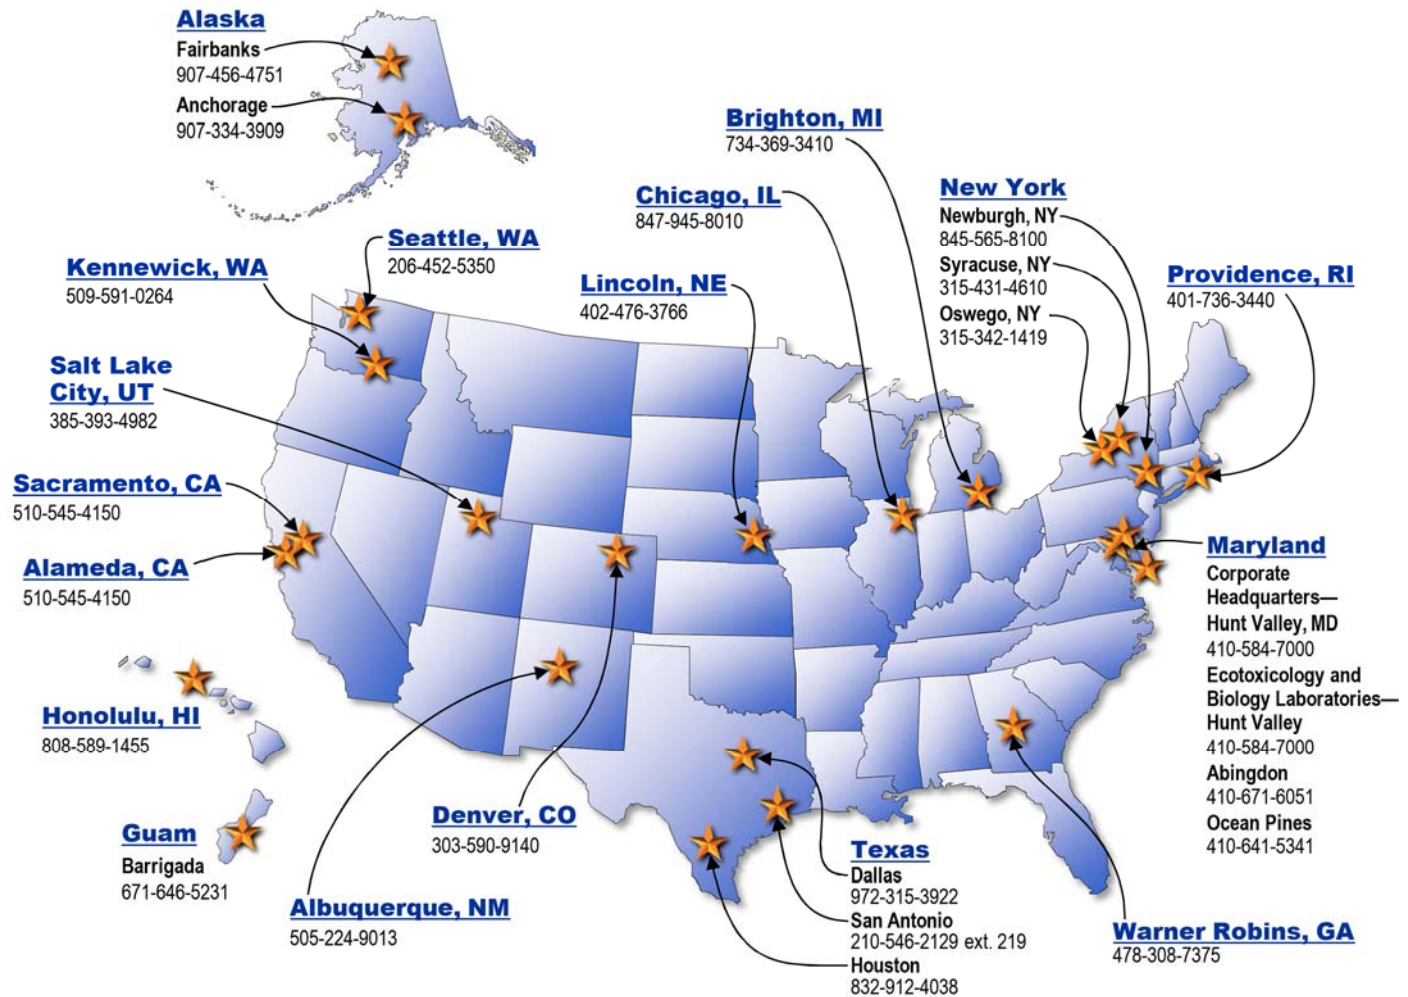 Alaska
Fairbanks
907-456-4751
Anchorage
907-334-3909
Brighton, MI
734-369-3410
Chicago, IL
847-945-8010
New York
Newburgh, NY
845-565-8100
Syracuse, NY
315-431-4610
Oswego, NY
315-342-1419
Seattle, WA
206-452-5350
Kennewick, WA
509-591-0264
Lincoln, NE
402-476-3766
Providence, RI
401-736-3440
Salt Lake
City, UT
385-393-4982
Sacramento, CA
510-545-4150
Alameda, CA
510-545-4150
Maryland
Corporate
Headquarters—
Hunt Valley, MD
410-584-7000
Ecotoxicology and
Biology Laboratories—
Hunt Valley
410-584-7000
Abingdon
410-671-6051
Ocean Pines
410-641-5341
Honolulu, HI
808-589-1455
Guam
Barrigada
671-646-5231
Denver, CO
303-590-9140
Albuquerque, NM
505-224-9013
Texas
Dallas
972-315-3922
San Antonio
210-546-2129 ext. 219
Houston
832-912-4038
Warner Robins, GA
478-308-7375